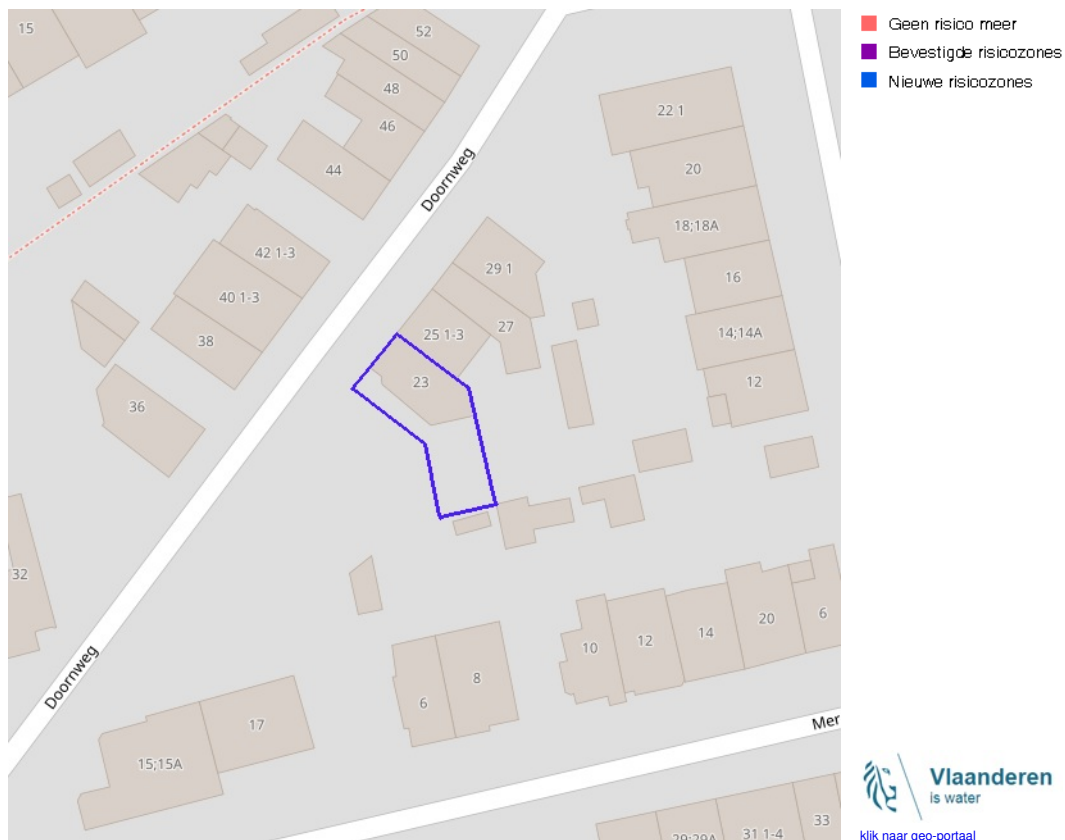 Geen risico meer
Bevestigde risicozones
Nieuwe risicozones
15
52
50
48
46
44
Doornweg
22 1
20
18;18A
16
14;14A
12
42 1-3
40 1-3
38
36
29 1
27
25 1-3
23
32
Doornweg
10
12
14
20
6
6
8
17
15;15A
Mer
29;29A
31 1-4
33
Vlaanderen
is water
klik naar geo-portaal